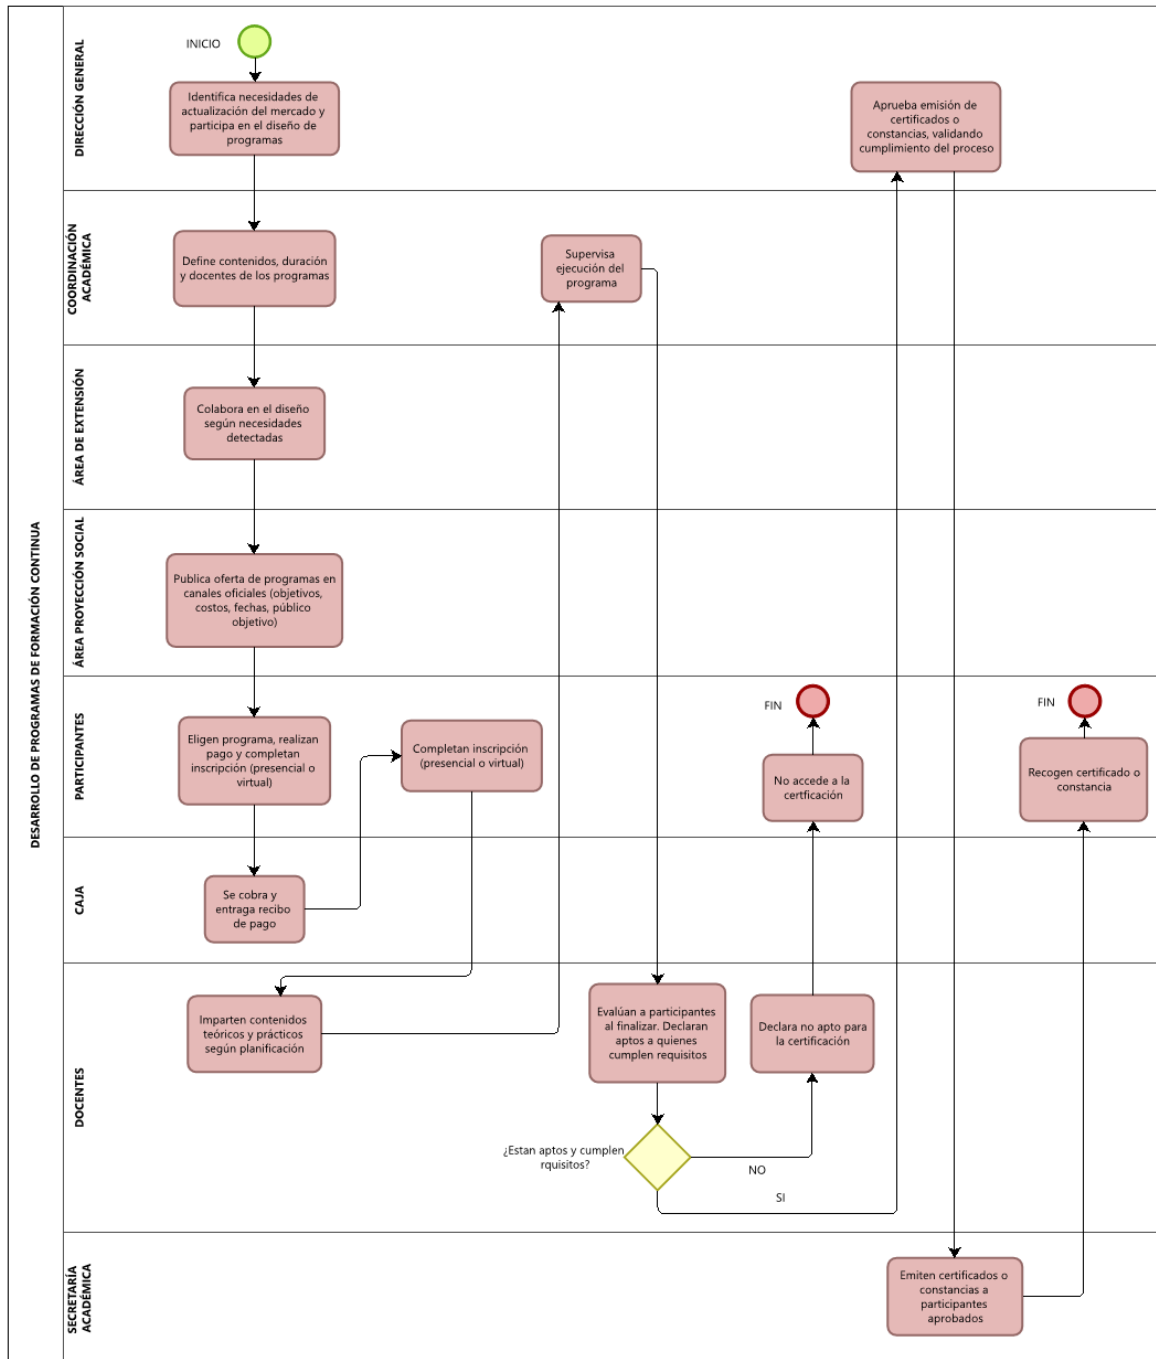 DESARROLLO DE PROGRAMAS DE FORMACIÓN CONTINUA
DIRECCIÓN GENERAL
INICIO
Identifica necesidades de
actualización del mercado y
participa en el diseño de
programas
Aprueba emisión de
certificados o
constancias, validando
cumplimiento del proceso
COORDINACIÓN
ACADÉMICA
Define contenidos, duración
y docentes de los programas
Supervisa
ejecución del
programa
ÁREA DE EXTENSIÓN
Colabora en el diseño
según necesidades
detectadas
ÁREA PROYECCIÓN SOCIAL
Publica oferta de programas en
canales oficiales (objetivos,
costos, fechas, público
objetivo)
PARTICIPANTES
Eligen programa, realizan
pago y completan
inscripción (presencial o
virtual)
Completan inscripción
(presencial o virtual)
FIN
No accede a la
certficación
FIN
Recogen certificado o
constancia
CAJA
Se cobra y
entraga recibo
de pago
DOCENTES
Imparten contenidos
teóricos y prácticos
según planificación
Evalúan a participantes
al finalizar. Declaran
aptos a quienes
cumplen requisitos
Declara no apto para
la certificación
¿Estan aptos y cumplen
rquisitos?
NO
SI
SECRETARÍA
ACADÉMICA
Emiten certificados o
constancias a
participantes
aprobados